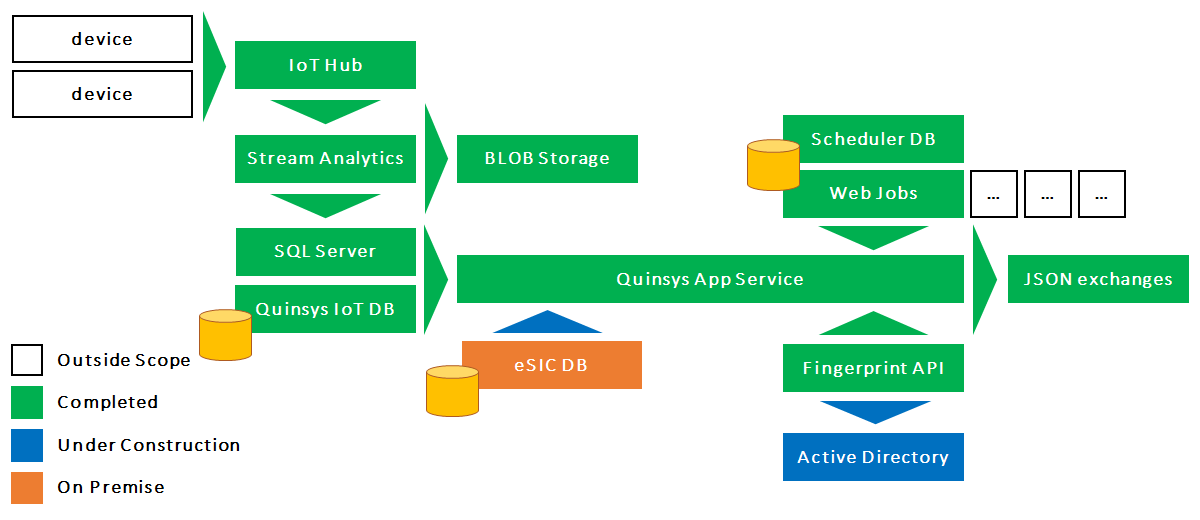 device
device
IoT Hub
Stream Analytics
BLOB Storage
SQL Server
Quinsys IoT DB
Scheduler DB
Web Jobs
...
...
...
Quinsys App Service
JSON exchanges
eSIC DB
Fingerprint API
Active Directory
Outside Scope
Completed
Under Construction
On Premise